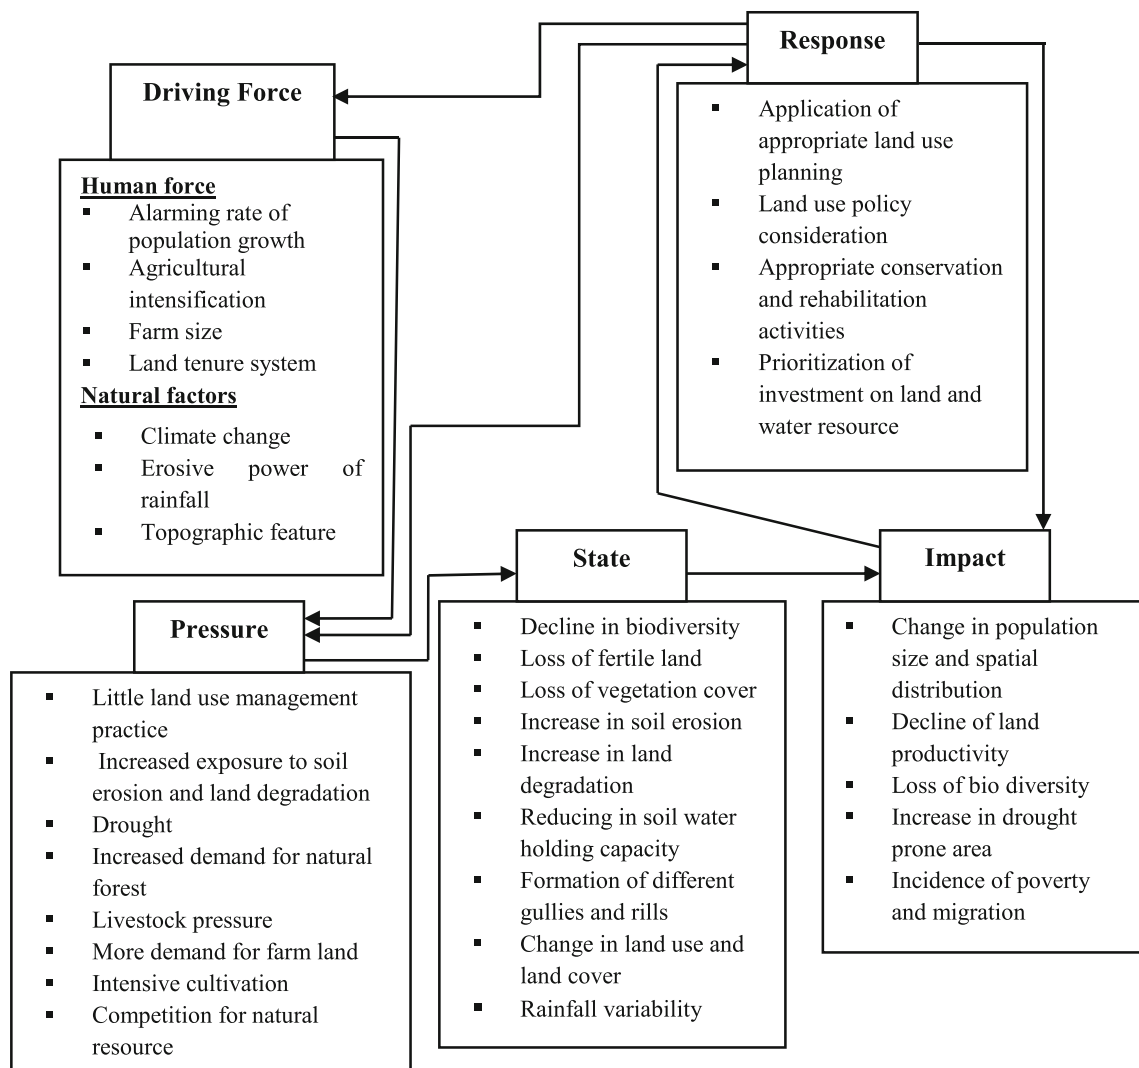 Driving Force
Human force
▪ Alarming rate of
population growth
▪ Agricultural
intensification
▪ Farm size
▪ Land tenure system
Natural factors
▪ Climate change
▪ Erosive power of
rainfall
▪ Topographic feature
Response
▪ Application of
appropriate land use
planning
▪ Land use policy
consideration
▪ Appropriate conservation
and rehabilitation
activities
▪ Prioritization of
investment on land and
water resource
Pressure
▪ Little land use management
practice
▪ Increased exposure to soil
erosion and land degradation
▪ Drought
▪ Increased demand for natural
forest
▪ Livestock pressure
▪ More demand for farm land
▪ Intensive cultivation
▪ Competition for natural
resource
State
▪ Decline in biodiversity
▪ Loss of fertile land
▪ Loss of vegetation cover
▪ Increase in soil erosion
▪ Increase in land
degradation
▪ Reducing in soil water
holding capacity
▪ Formation of different
gullies and rills
▪ Change in land use and
land cover
▪ Rainfall variability
Impact
▪ Change in population
size and spatial
distribution
▪ Decline of land
productivity
▪ Loss of bio diversity
▪ Increase in drought
prone area
▪ Incidence of poverty
and migration